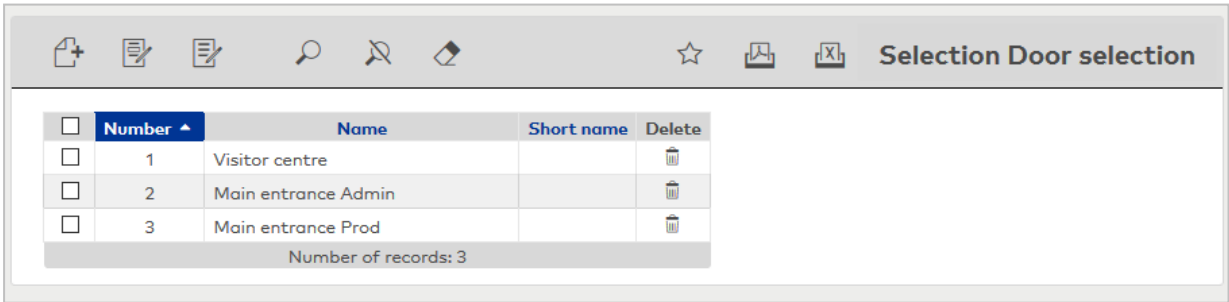 Selection Door selection
Number Name Short name Delete
1 Visitor centre
2 Main entrance Admin
3 Main entrance Prod
Number of records: 3